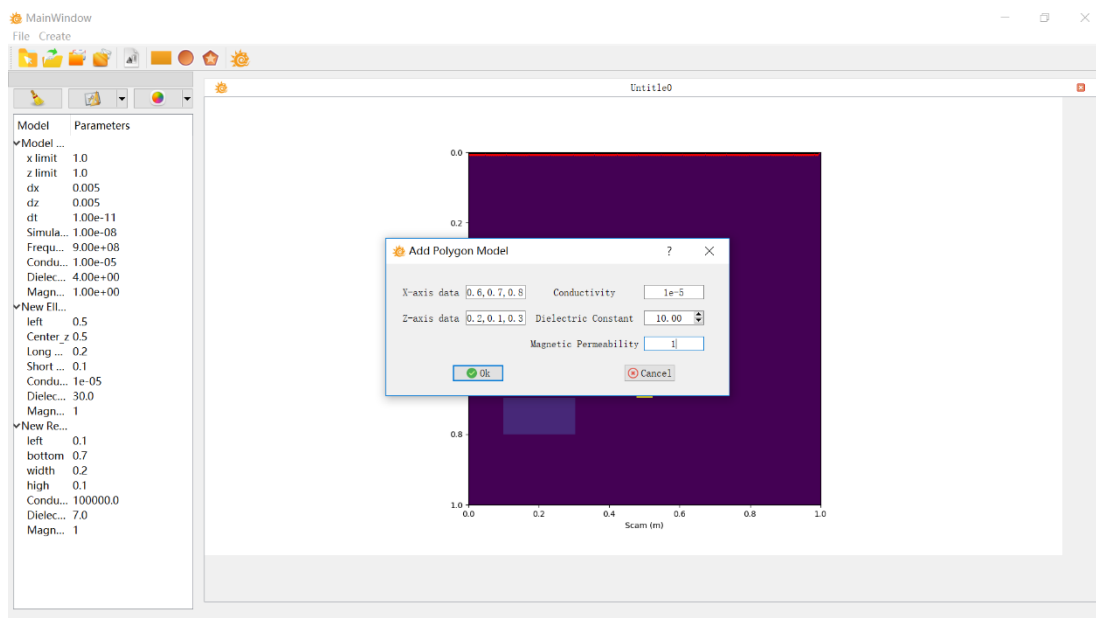 MainWindow
File Create
Untitle0
Model Parameters
Model ...
x limit 1.0
z limit 1.0
dx 0.005
dz 0.005
dt 1.00e-11
Simula... 1.00e-08
Frequ... 9.00e+08
Condu... 1.00e-05
Dielec... 4.00e+00
Magn... 1.00e+00
New Ell...
left 0.5
Center_z 0.5
Long ... 0.2
Short ... 0.1
Condu... 1e-05
Dielec... 30.0
Magn... 1
New Re...
left 0.1
bottom 0.7
width 0.2
high 0.1
Condu... 100000.0
Dielec... 7.0
Magn... 1
0.0
0.2
Add Polygon Model ?
X-axis data 0.6,0.7,0.8 Conductivity 1e-5
Z-axis data 0.2,0.1,0.3 Dielectric Constant 10.00
Magnetic Permeability 1
Ok Cancel
0.8
1.0
0.0 0.2 0.4 0.6 0.8 1.0
Scam (m)